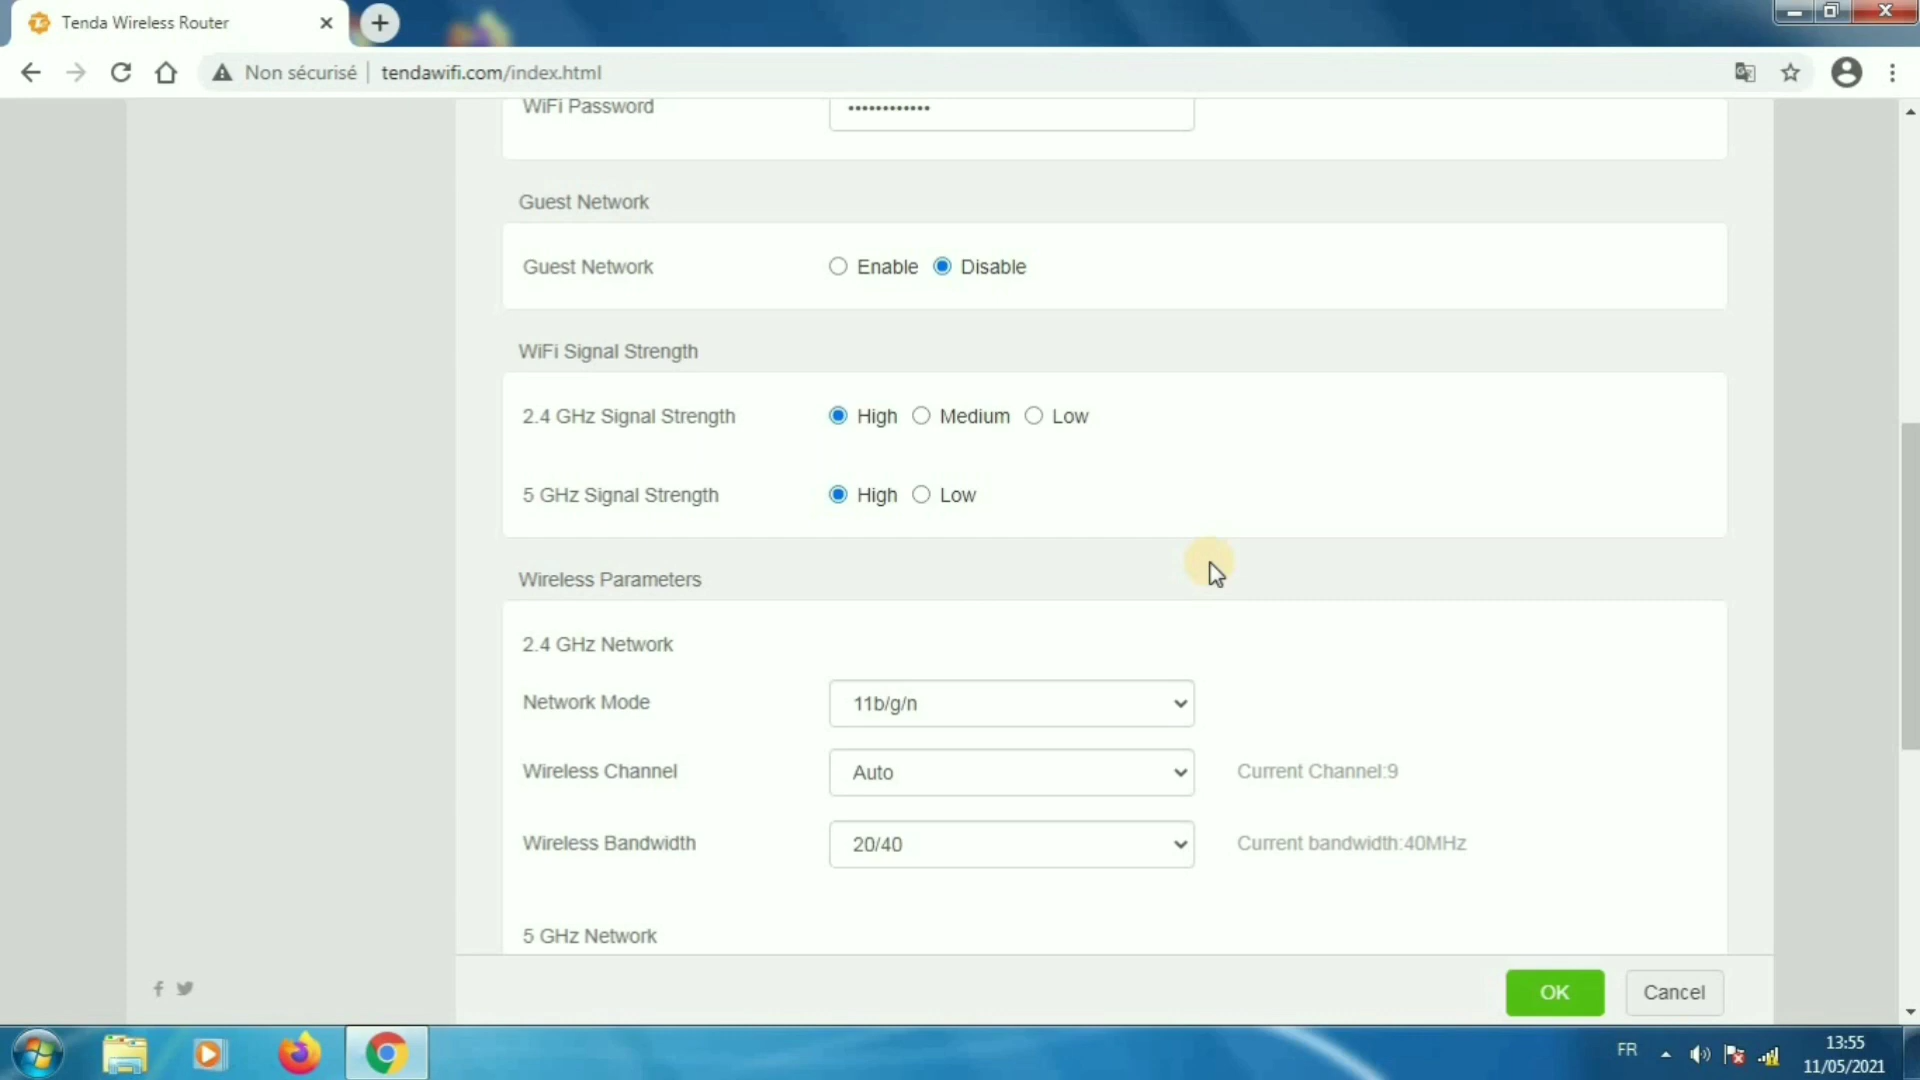 Tenda Wireless Router
Non sécurisé | tendawifi.com/index.html
WiFi Password ••••••••••••
Guest Network
Guest Network Enable Disable
WiFi Signal Strength
2.4 GHz Signal Strength High Medium Low
5 GHz Signal Strength High Low
Wireless Parameters
2.4 GHz Network
Network Mode 11b/g/n
Wireless Channel Auto Current Channel:9
Wireless Bandwidth 20/40 Current bandwidth:40MHz
5 GHz Network
OK Cancel
FR 13:55
11/05/2021